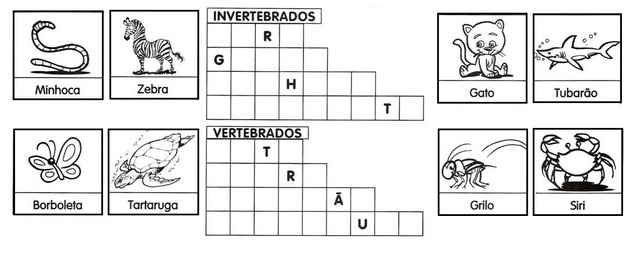 INVERTEBRADOS
R
G
H
T
Minhoca
Zebra
Gato
Tubarão
VERTEBRADOS
T
R
Ã
U
Borboleta
Tartaruga
Grilo
Siri